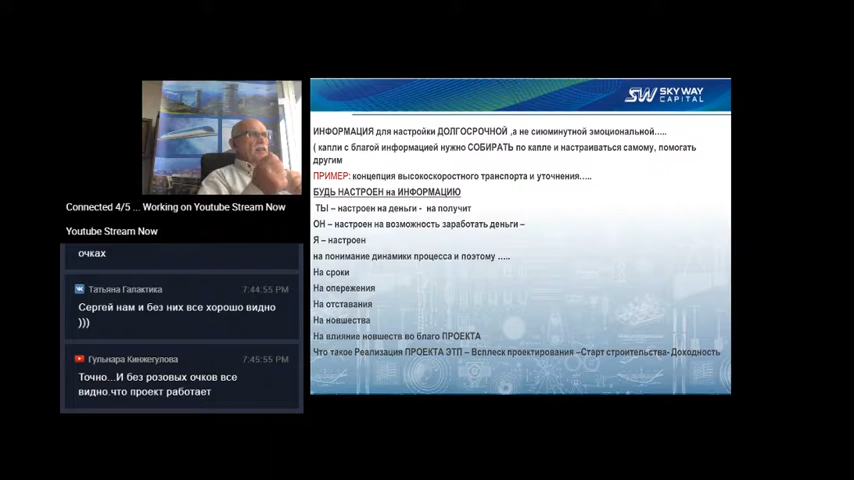 SW SKY WAY
CAPITAL
ИНФОРМАЦИЯ для настройки ДОЛГОСРОЧНОЙ ,а не сиюминутной эмоциональной…..
( капли с благой информацией нужно СОБИРАТЬ по капле и настраиваться самому, помогать
другим
ПРИМЕР: концепция высокоскоростного транспорта и уточнения…..
БУДЬ НАСТРОЕН на ИНФОРМАЦИЮ
ТЫ – настроен на деньги - на получит
ОН – настроен на возможность заработать деньги –
Я – настроен
на понимание динамики процесса и поэтому …..
На сроки
На опережения
На отставания
На новшества
На влияние новшеств во благо ПРОЕКТА
Что такое Реализация ПРОЕКТА ЭТП – Всплеск проектирования –Старт строительства- Доходность
Connected 4/5 ... Working on Youtube Stream Now
Youtube Stream Now
очках
Татьяна Галактика 7:44:55 PM
Сергей нам и без них все хорошо видно
)))
Гульнара Кинжегулова 7:45:55 PM
Точно...И без розовых очков все
видно.что проект работает